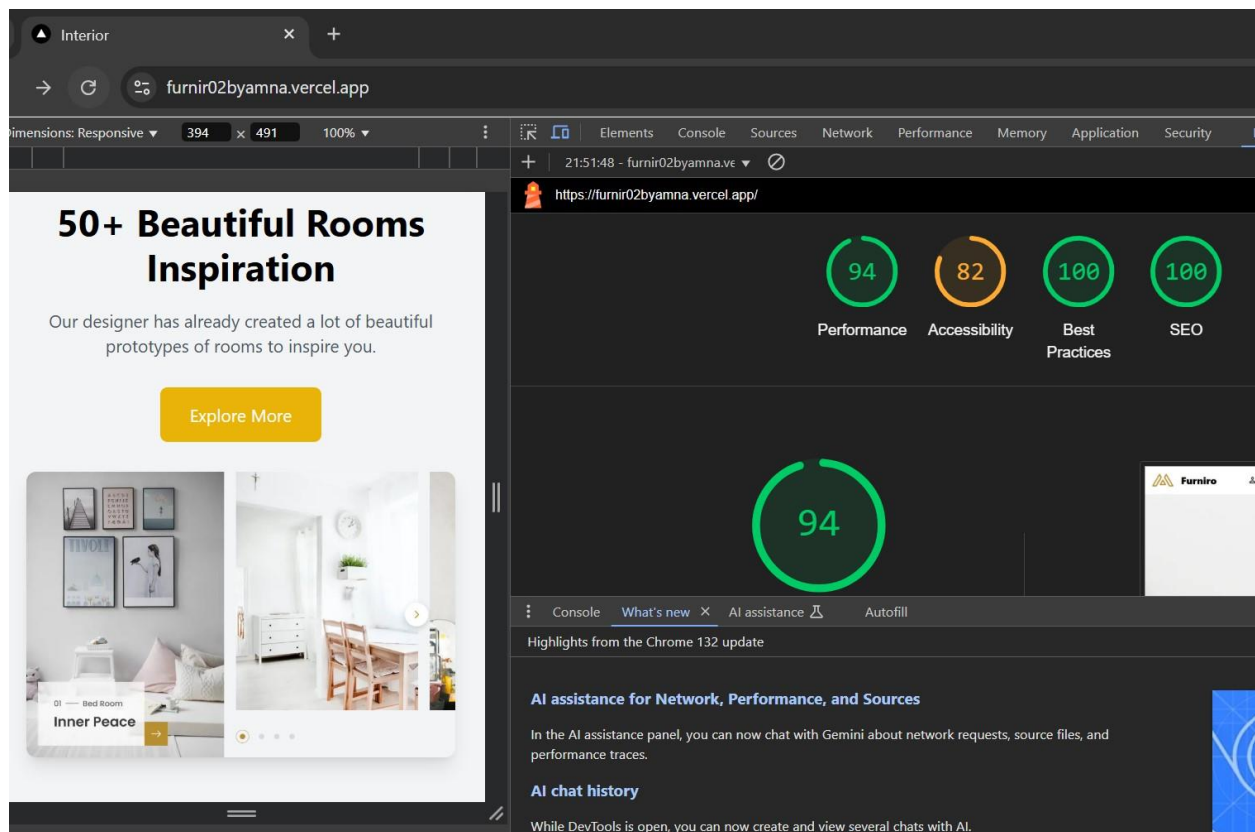 Interior
furnir02byamna.vercel.app
Dimensions: Responsive 394 × 491 100%
Elements Console Sources Network Performance Memory Application Security
21:51:48 - furnir02byamna.ve
https://furnir02byamna.vercel.app/
50+ Beautiful Rooms
Inspiration
Our designer has already created a lot of beautiful
prototypes of rooms to inspire you.
Explore More
TIVOLI
01 — Bed Room
Inner Peace
94 82 100 100
Performance Accessibility Best
Practices SEO
94
Furniro
Console What's new AI assistance Autofill
Highlights from the Chrome 132 update
AI assistance for Network, Performance, and Sources
In the AI assistance panel, you can now chat with Gemini about network requests, source files, and
performance traces.
AI chat history
While DevTools is open, you can now create and view several chats with AI.